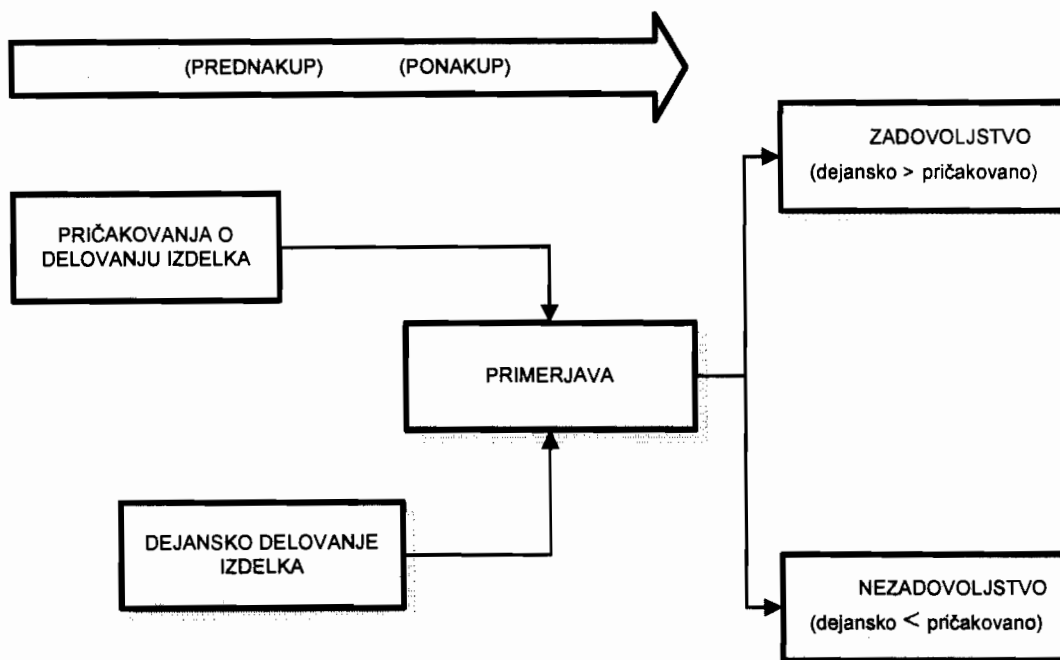 (PREDNAKUP) (PONAKUP)
ZADOVOLJSTVO
(dejansko > pričakovano)
PRIČAKOVANJA O
DELOVANJU IZDELKA
PRIMERJAVA
DEJANSKO DELOVANJE
IZDELKA
NEZADOVOLJSTVO
(dejansko < pričakovano)